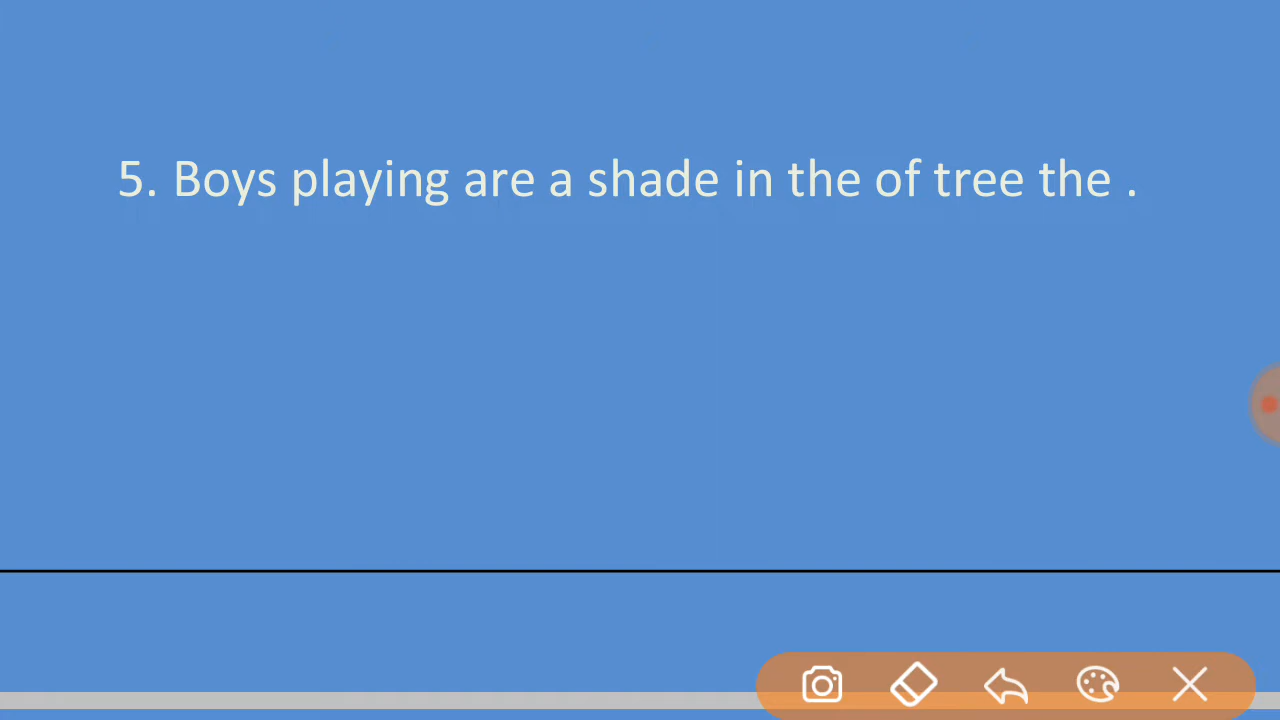 5. Boys playing are a shade in the of tree the .